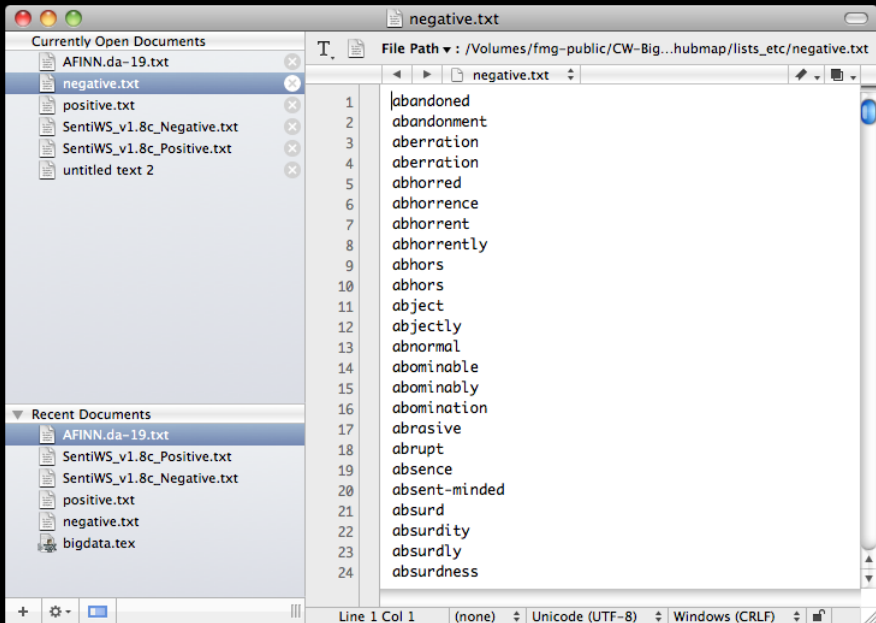 negative.txt
Currently Open Documents
AFINN.da-19.txt
negative.txt
positive.txt
SentiWS_v1.8c_Negative.txt
SentiWS_v1.8c_Positive.txt
untitled text 2
Recent Documents
AFINN.da-19.txt
SentiWS_v1.8c_Positive.txt
SentiWS_v1.8c_Negative.txt
positive.txt
negative.txt
bigdata.tex
File Path ▾ : /Volumes/fmg-public/CW-Big...hubmap/lists_etc/negative.txt
negative.txt
1 abandoned
2 abandonment
3 aberration
4 aberration
5 abhorred
6 abhorrence
7 abhorrent
8 abhorrently
9 abhors
10 abhors
11 abject
12 abjectly
13 abnormal
14 abominable
15 abominably
16 abomination
17 abrasive
18 abrupt
19 absence
20 absent-minded
21 absurd
22 absurdity
23 absurdly
24 absurdness
Line 1 Col 1 (none) Unicode (UTF-8) Windows (CRLF)